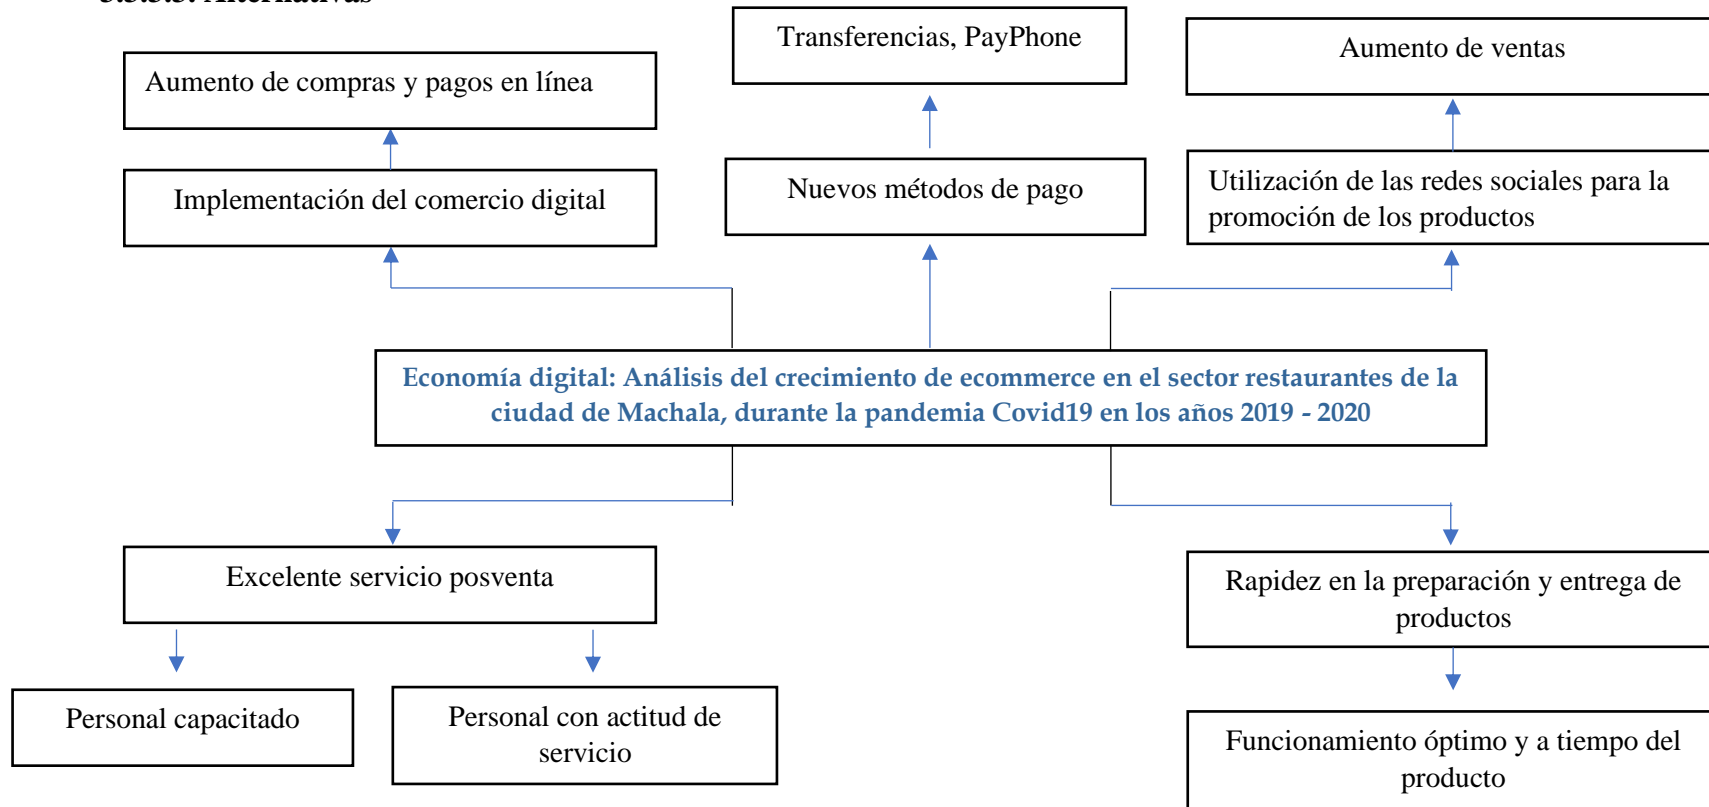 Alternativas
Transferencias, PayPhone
Aumento de ventas
Aumento de compras y pagos en línea
Implementación del comercio digital
Nuevos métodos de pago
Utilización de las redes sociales para la
promoción de los productos
Economía digital: Análisis del crecimiento de ecommerce en el sector restaurantes de la
ciudad de Machala, durante la pandemia Covid19 en los años 2019 - 2020
Excelente servicio posventa
Rapidez en la preparación y entrega de
productos
Personal capacitado
Personal con actitud de
servicio
Funcionamiento óptimo y a tiempo del
producto